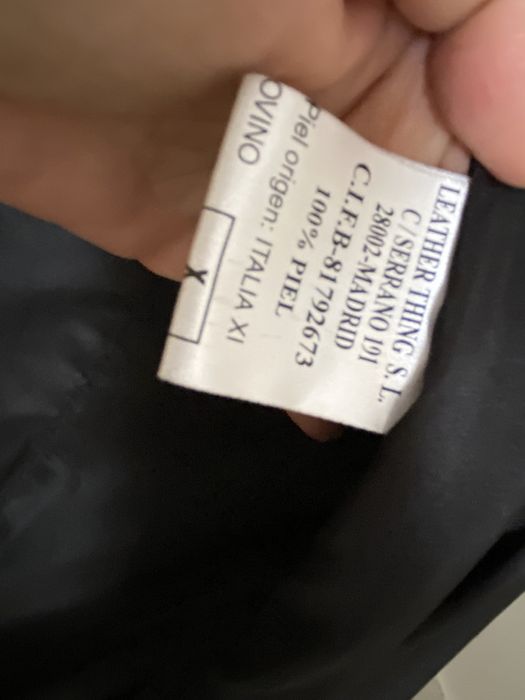 LEATHER THING S.L.
C/SERRANO 191
28002-MADRID
C.I.F.B-81792673
100% PIEL
Piel origen: ITALIA XI
OVINO
X